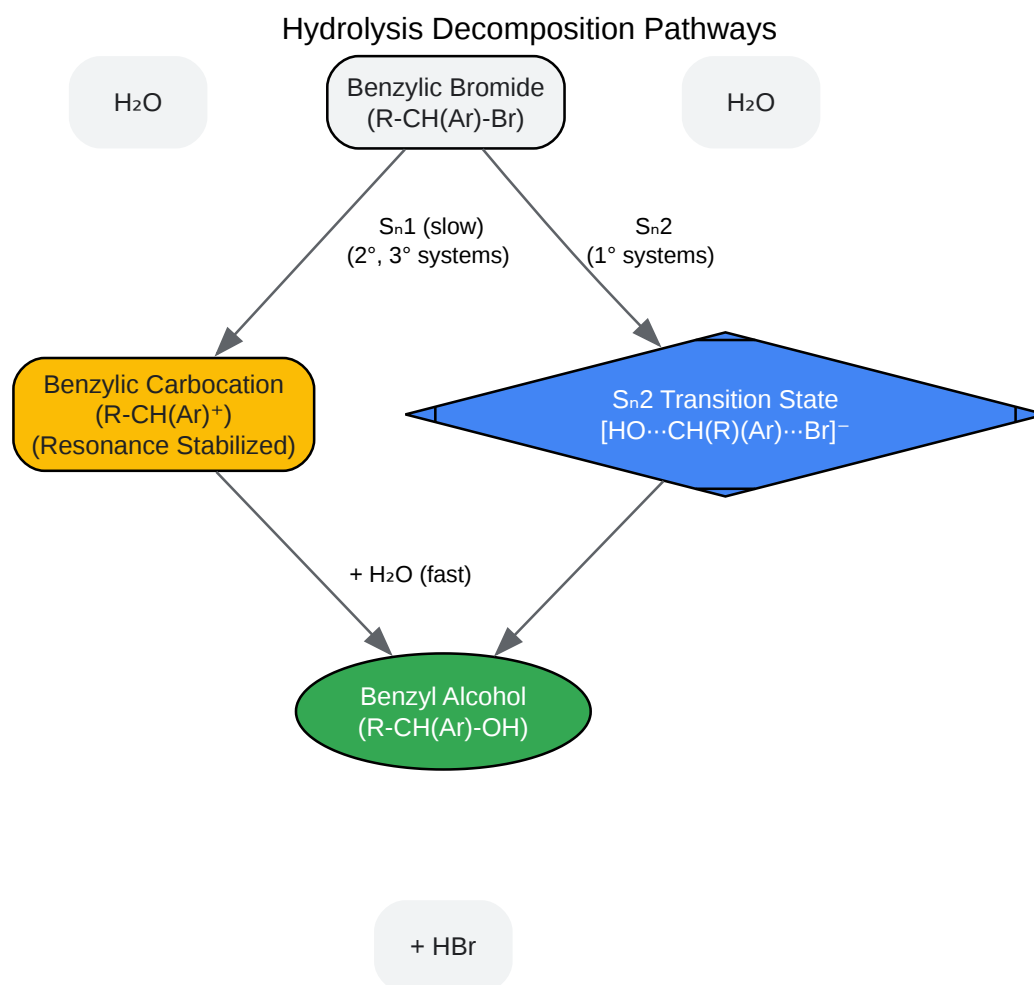 Hydrolysis Decomposition Pathways
H₂O
Benzylic Bromide
(R-CH(Ar)-Br)
H₂O
Sₙ1 (slow)
(2°, 3° systems)
Sₙ2
(1° systems)
Benzylic Carbocation
(R-CH(Ar)⁺)
(Resonance Stabilized)
Sₙ2 Transition State
[HO···CH(R)(Ar)···Br]⁻
+ H₂O (fast)
Benzyl Alcohol
(R-CH(Ar)-OH)
+ HBr